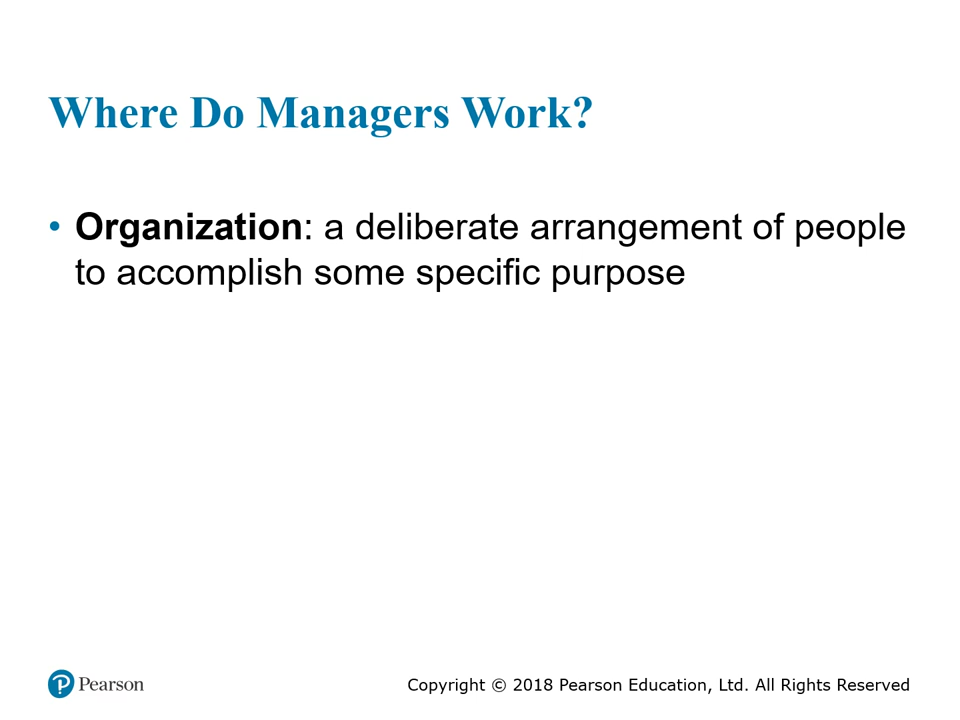 Where Do Managers Work?
• Organization: a deliberate arrangement of people
to accomplish some specific purpose
Pearson
Copyright © 2018 Pearson Education, Ltd. All Rights Reserved